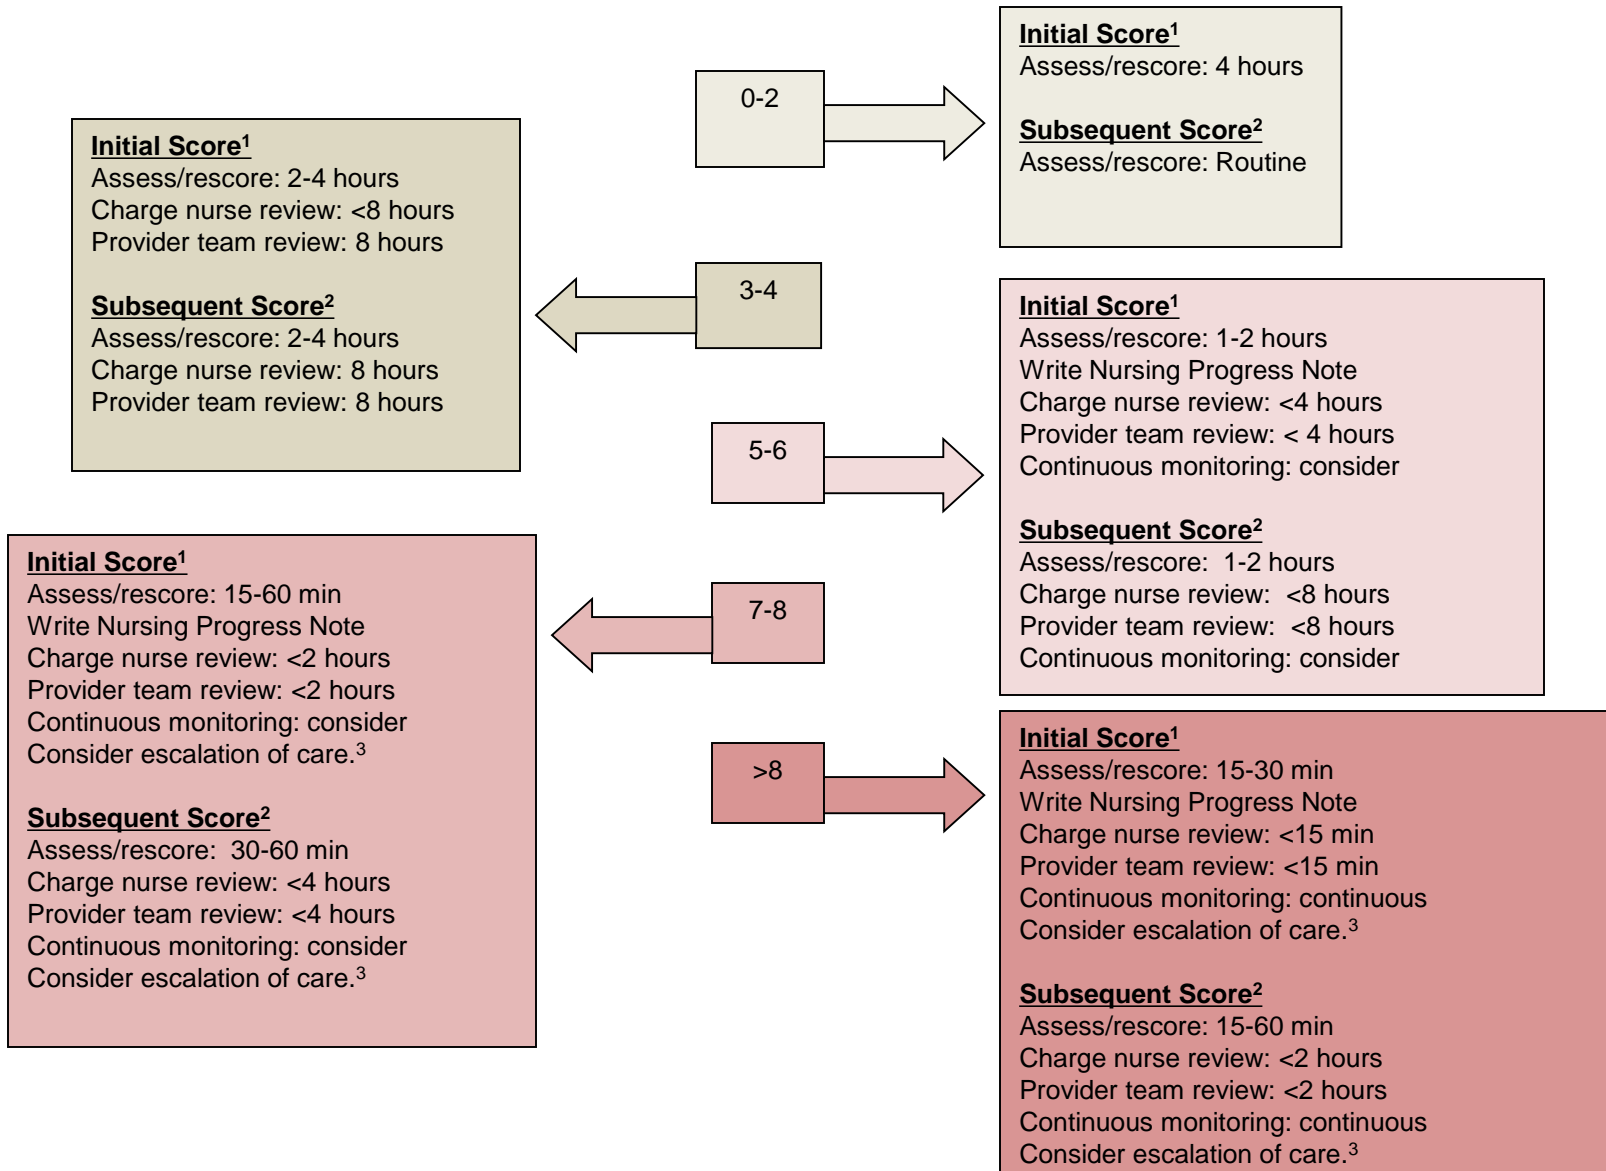 0-2
Initial Score¹
Assess/rescore: 4 hours
Subsequent Score²
Assess/rescore: Routine
3-4
Initial Score¹
Assess/rescore: 2-4 hours
Charge nurse review: <8 hours
Provider team review: 8 hours
Subsequent Score²
Assess/rescore: 2-4 hours
Charge nurse review: 8 hours
Provider team review: 8 hours
5-6
Initial Score¹
Assess/rescore: 1-2 hours
Write Nursing Progress Note
Charge nurse review: <4 hours
Provider team review: < 4 hours
Continuous monitoring: consider
Subsequent Score²
Assess/rescore:  1-2 hours
Charge nurse review:  <8 hours
Provider team review:  <8 hours
Continuous monitoring: consider
7-8
Initial Score¹
Assess/rescore: 15-60 min
Write Nursing Progress Note
Charge nurse review: <2 hours
Provider team review: <2 hours
Continuous monitoring: consider
Consider escalation of care.³
Subsequent Score²
Assess/rescore:  30-60 min
Charge nurse review: <4 hours
Provider team review: <4 hours
Continuous monitoring: consider
Consider escalation of care.³
>8
Initial Score¹
Assess/rescore: 15-30 min
Write Nursing Progress Note
Charge nurse review: <15 min
Provider team review: <15 min
Continuous monitoring: continuous
Consider escalation of care.³
Subsequent Score²
Assess/rescore: 15-60 min
Charge nurse review: <2 hours
Provider team review: <2 hours
Continuous monitoring: continuous
Consider escalation of care.³